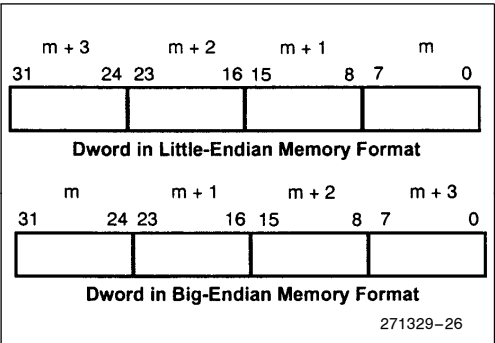 m + 3 m + 2 m + 1 m
31 24 23 16 15 8 7 0
Dword in Little-Endian Memory Format
m m + 1 m + 2 m + 3
31 24 23 16 15 8 7 0
Dword in Big-Endian Memory Format
271329–26